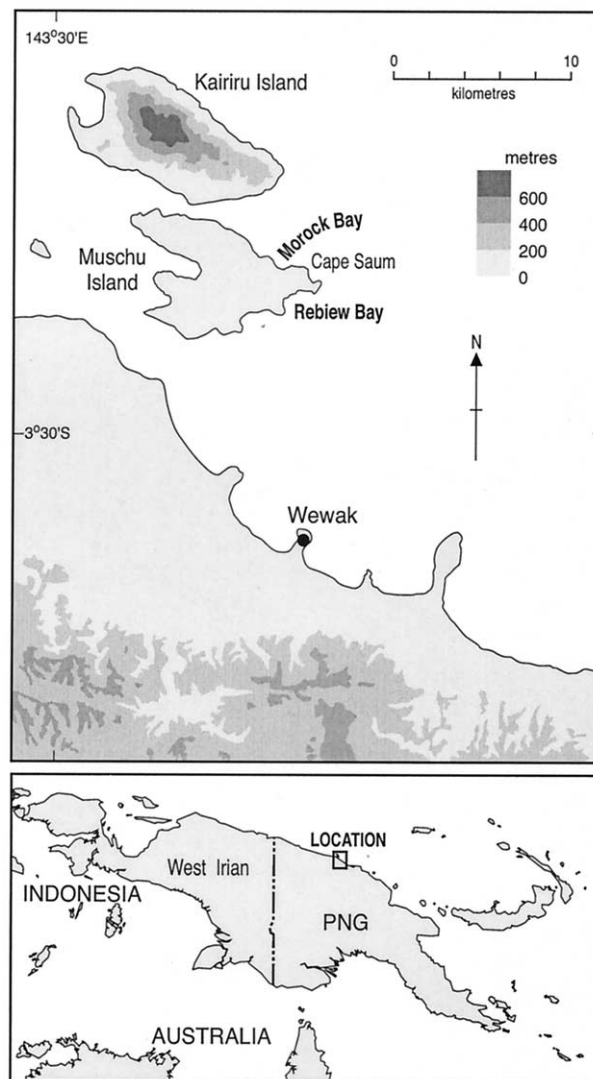 143°30'E
0 10
kilometres
Kairiru Island
metres
600
400
200
0
Morock Bay
Cape Saum
Muschu
Island
Rebiew Bay
N
3°30'S
Wewak
LOCATION
West Irian
INDONESIA
PNG
AUSTRALIA